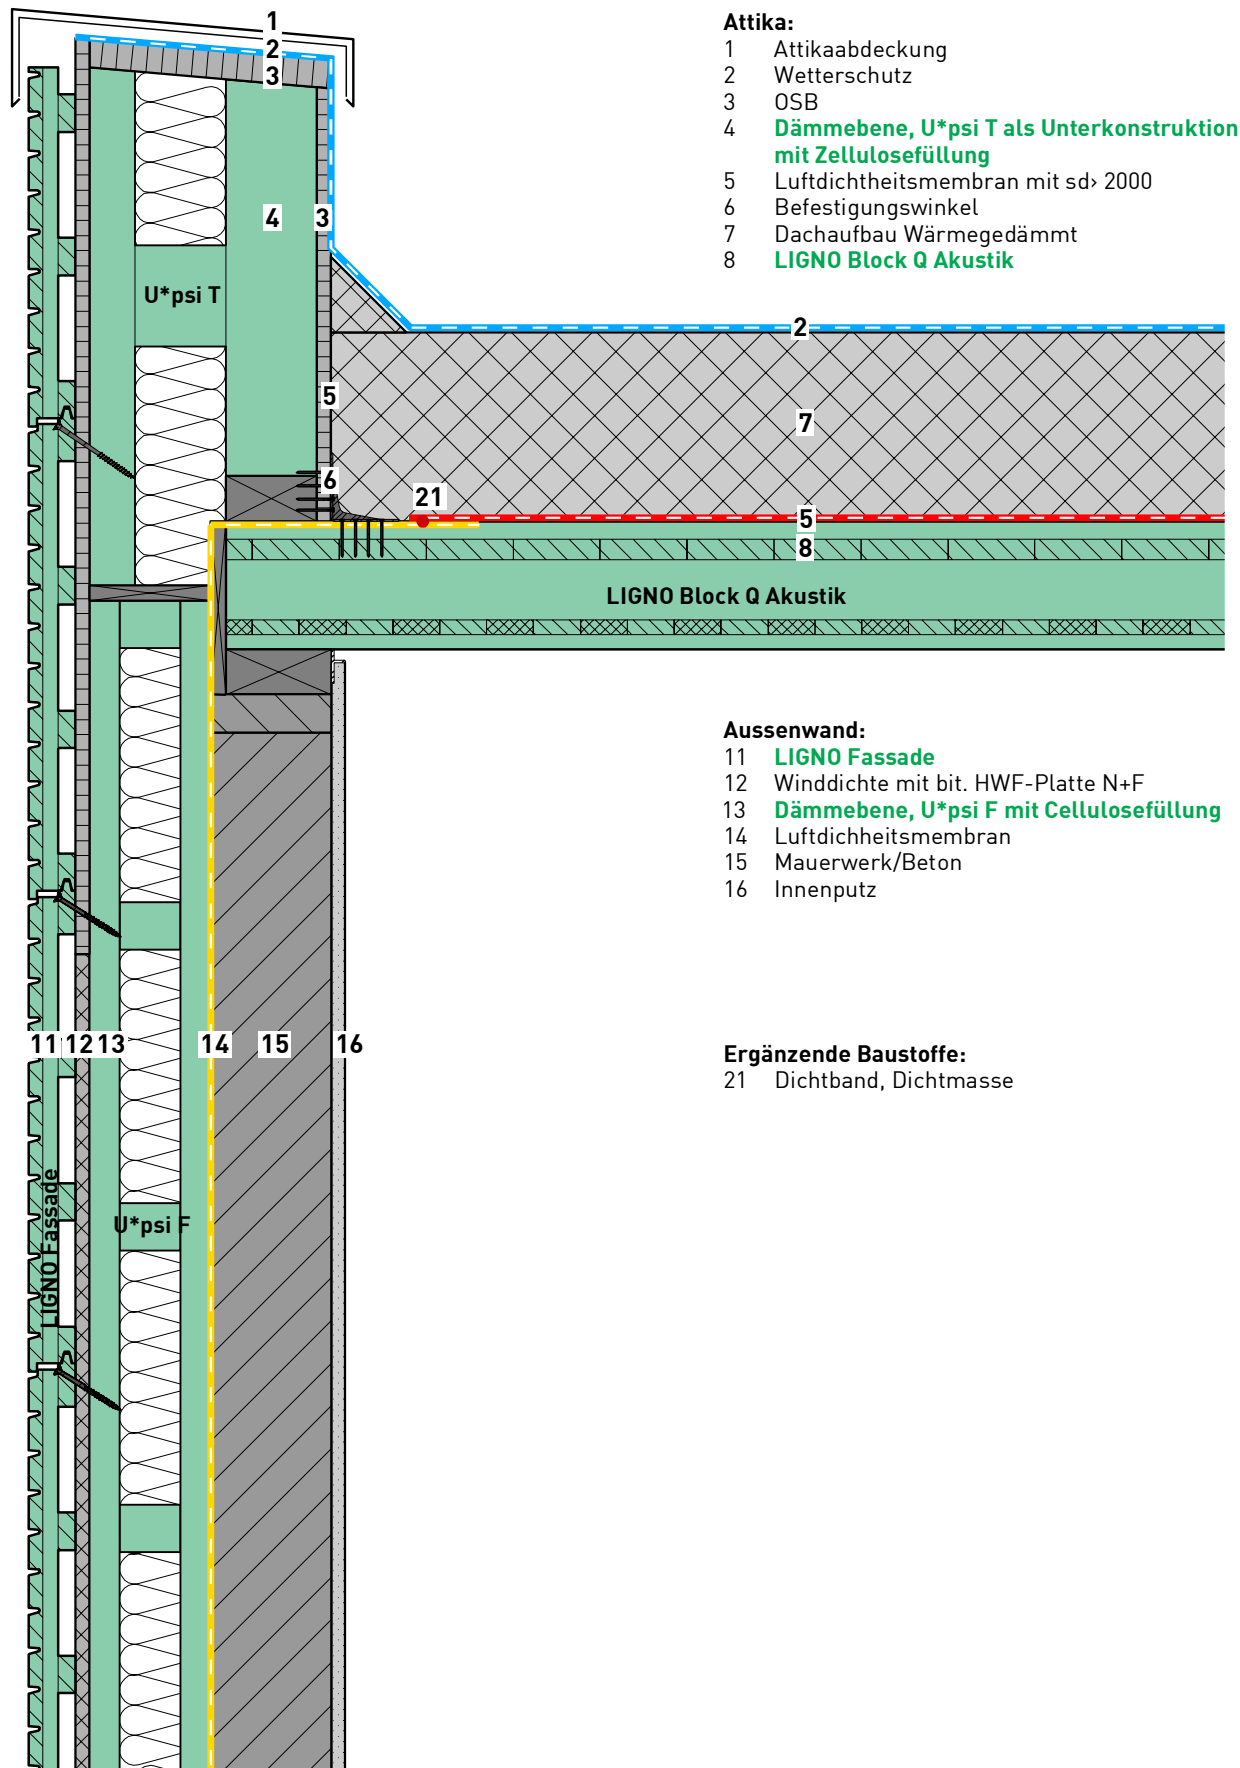 Attika:
1 Attikaabdeckung
2 Wetterschutz
3 OSB
4 Dämmebene, U*psi T als Unterkonstruktion
mit Zellulosefüllung
5 Luftdichtheitsmembran mit sd› 2000
6 Befestigungswinkel
7 Dachaufbau Wärmegedämmt
8 LIGNO Block Q Akustik
1
2
3
4
3
U*psi T
2
5
7
6
21
5
8
LIGNO Block Q Akustik
Aussenwand:
11 LIGNO Fassade
12 Winddichte mit bit. HWF-Platte N+F
13 Dämmebene, U*psi F mit Cellulosefüllung
14 Luftdichheitsmembran
15 Mauerwerk/Beton
16 Innenputz
11 12 13 14 15 16
Ergänzende Baustoffe:
21 Dichtband, Dichtmasse
LIGNO Fassade
U*psi F